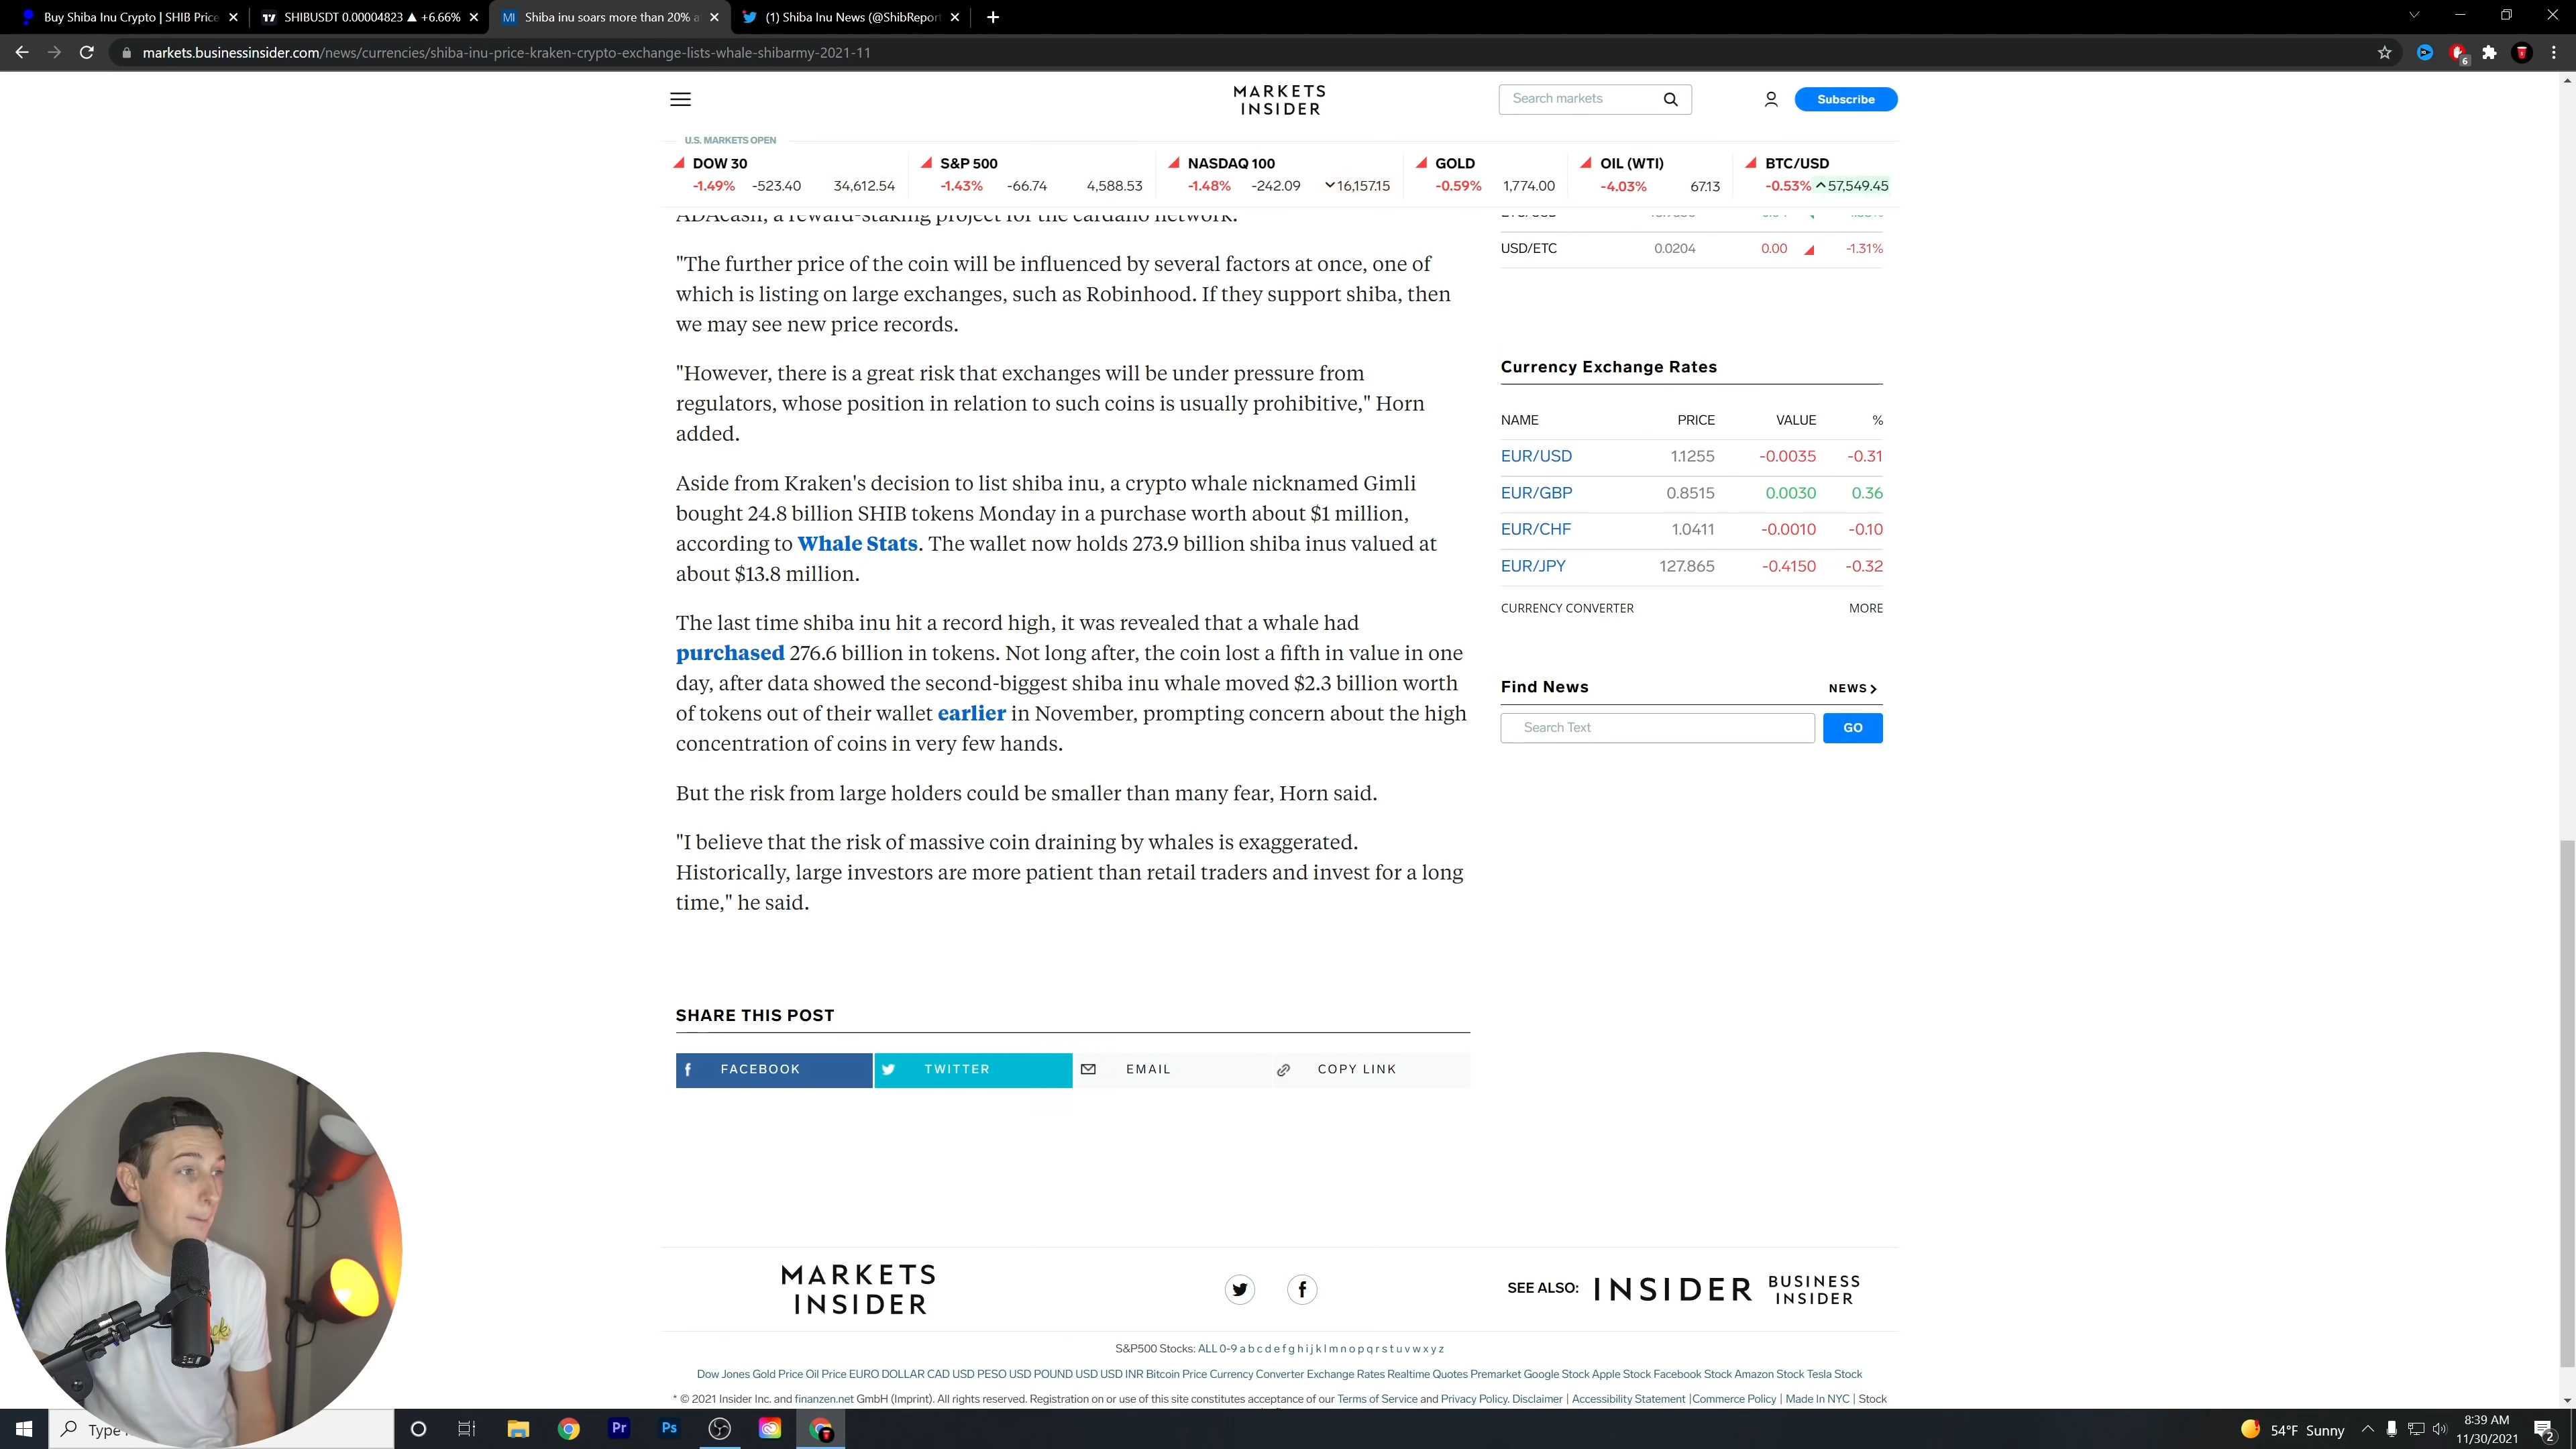 Buy Shiba Inu Crypto | SHIB Price
SHIBUSDT 0.00004823 ▲ +6.66%
MI Shiba inu soars more than 20% a
(1) Shiba Inu News (@ShibRepor
markets.businessinsider.com/news/currencies/shiba-inu-price-kraken-crypto-exchange-lists-whale-shibarmy-2021-11
6
MARKETS
INSIDER
Search markets
Subscribe
U.S. MARKETS OPEN
DOW 30
-1.49% -523.40 34,612.54
S&P 500
-1.43% -66.74 4,588.53
NASDAQ 100
-1.48% -242.09 16,157.15
GOLD
-0.59% 1,774.00
OIL (WTI)
-4.03% 67.13
BTC/USD
-0.53% 57,549.45
ADAcash, a reward-staking project for the cardano network.
"The further price of the coin will be influenced by several factors at once, one of
which is listing on large exchanges, such as Robinhood. If they support shiba, then
we may see new price records.
"However, there is a great risk that exchanges will be under pressure from
regulators, whose position in relation to such coins is usually prohibitive," Horn
added.
Aside from Kraken's decision to list shiba inu, a crypto whale nicknamed Gimli
bought 24.8 billion SHIB tokens Monday in a purchase worth about $1 million,
according to Whale Stats. The wallet now holds 273.9 billion shiba inus valued at
about $13.8 million.
The last time shiba inu hit a record high, it was revealed that a whale had
purchased 276.6 billion in tokens. Not long after, the coin lost a fifth in value in one
day, after data showed the second-biggest shiba inu whale moved $2.3 billion worth
of tokens out of their wallet earlier in November, prompting concern about the high
concentration of coins in very few hands.
But the risk from large holders could be smaller than many fear, Horn said.
"I believe that the risk of massive coin draining by whales is exaggerated.
Historically, large investors are more patient than retail traders and invest for a long
time," he said.
USD/ETC 0.0204 0.00 -1.31%
Currency Exchange Rates
NAME PRICE VALUE %
EUR/USD 1.1255 -0.0035 -0.31
EUR/GBP 0.8515 0.0030 0.36
EUR/CHF 1.0411 -0.0010 -0.10
EUR/JPY 127.865 -0.4150 -0.32
CURRENCY CONVERTER MORE
Find News NEWS
Search Text GO
SHARE THIS POST
FACEBOOK TWITTER EMAIL COPY LINK
MARKETS
INSIDER
SEE ALSO: INSIDER BUSINESS
INSIDER
S&P500 Stocks: ALL 0-9 a b c d e f g h i j k l m n o p q r s t u v w x y z
Dow Jones Gold Price Oil Price EURO DOLLAR CAD USD PESO USD POUND USD USD INR Bitcoin Price Currency Converter Exchange Rates Realtime Quotes Premarket Google Stock Apple Stock Facebook Stock Amazon Stock Tesla Stock
* © 2021 Insider Inc. and finanzen.net GmbH (Imprint). All rights reserved. Registration on or use of this site constitutes acceptance of our Terms of Service and Privacy Policy. Disclaimer | Accessibility Statement | Commerce Policy | Made in NYC | Stock
Type
Pr
Ps
54°F Sunny
8:39 AM
11/30/2021
2